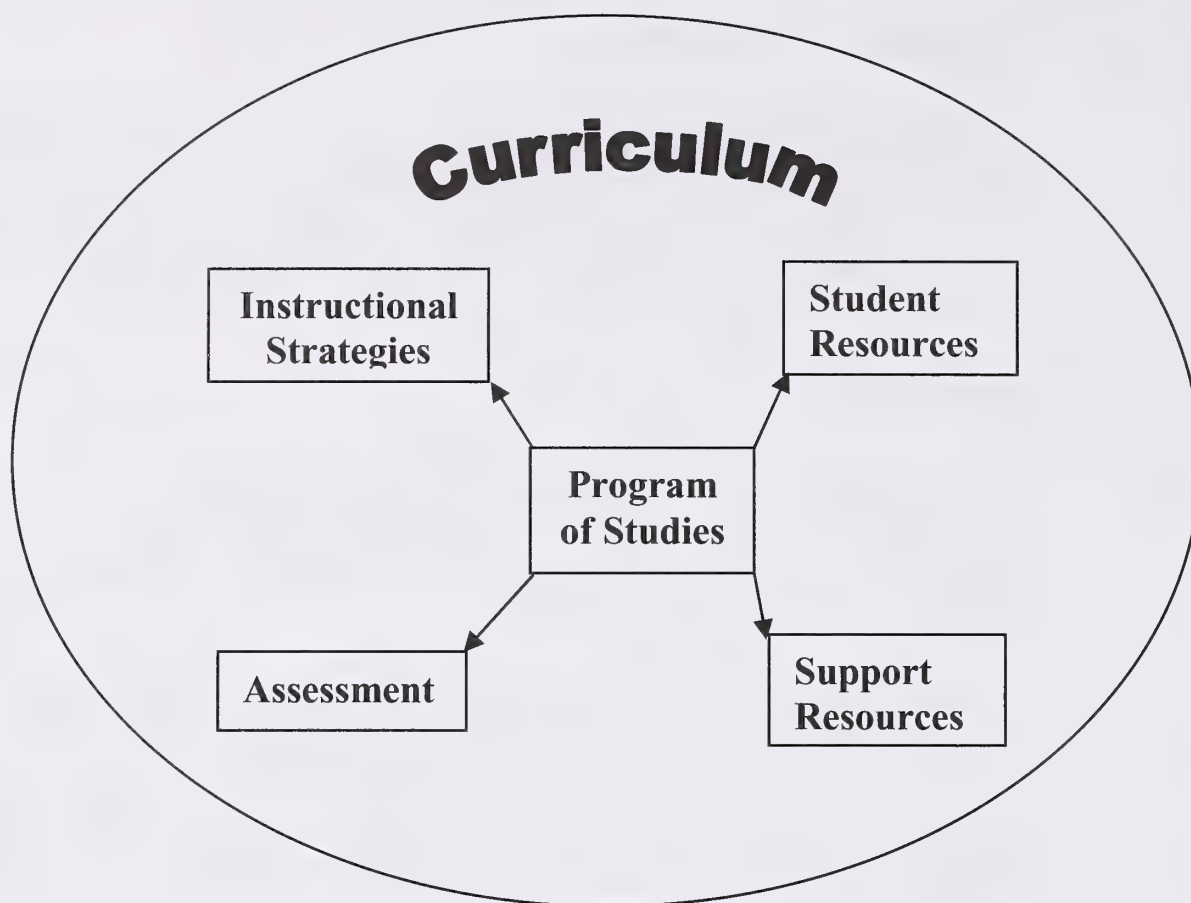 Curriculum
Instructional
Strategies
Student
Resources
Program
of Studies
Assessment
Support
Resources